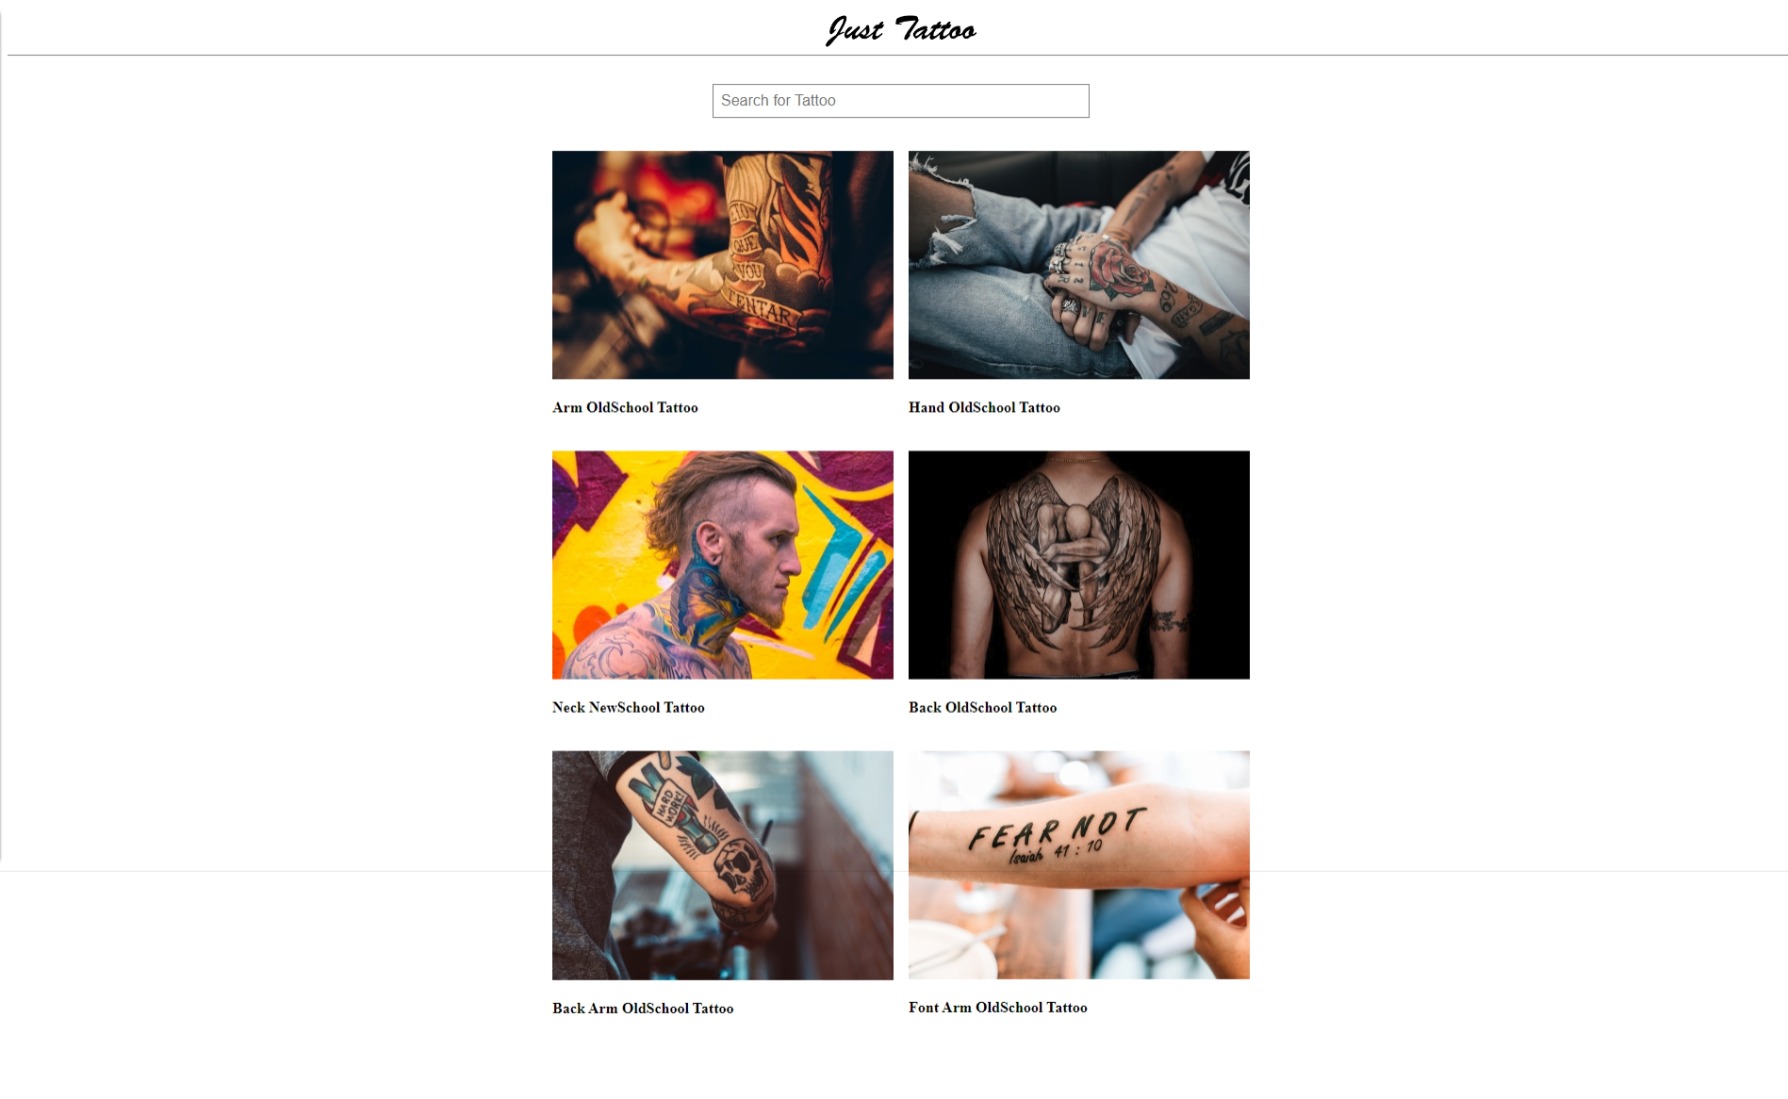 Just Tattoo
Search for Tattoo
ETO
QUE
VOU
TENTAR
Arm OldSchool Tattoo
Hand OldSchool Tattoo
Neck NewSchool Tattoo
Back OldSchool Tattoo
HARD
WORK!
FEAR NOT
Isaiah 41 : 10
Back Arm OldSchool Tattoo
Font Arm OldSchool Tattoo